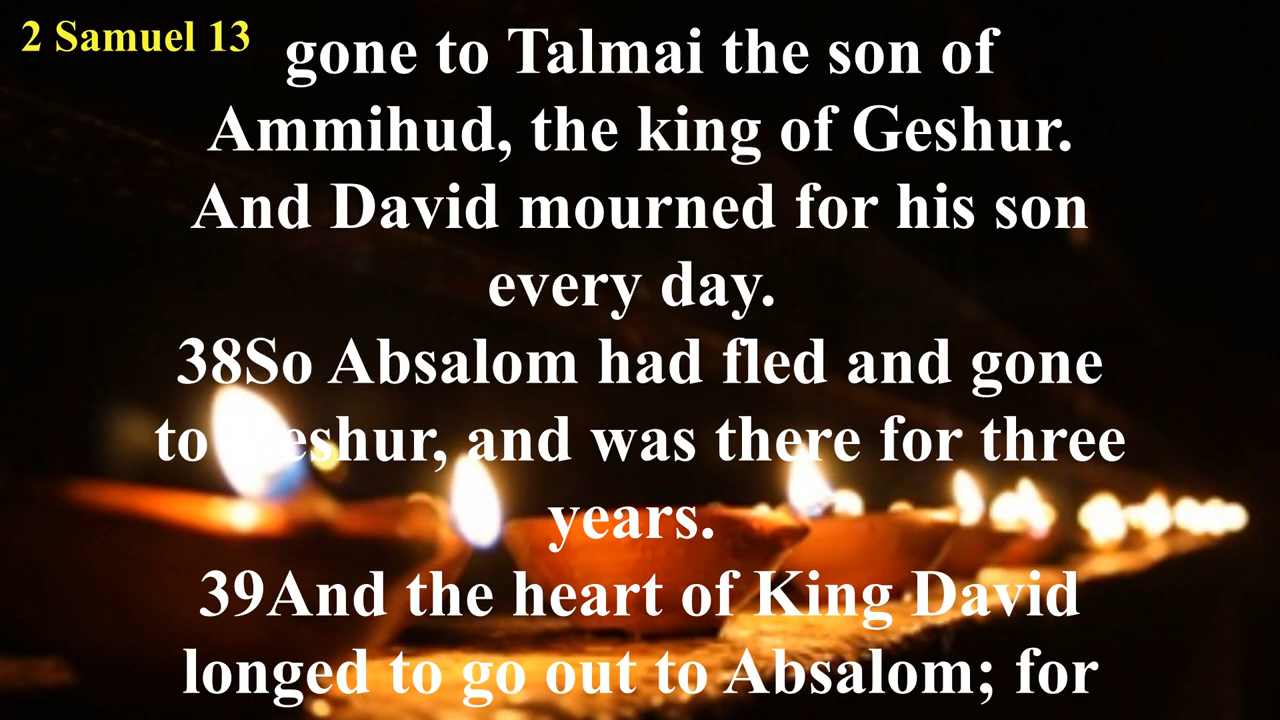 2 Samuel 13
gone to Talmai the son of
Ammihud, the king of Geshur.
And David mourned for his son
every day.
38So Absalom had fled and gone
to Geshur, and was there for three
years.
39And the heart of King David
longed to go out to Absalom; for